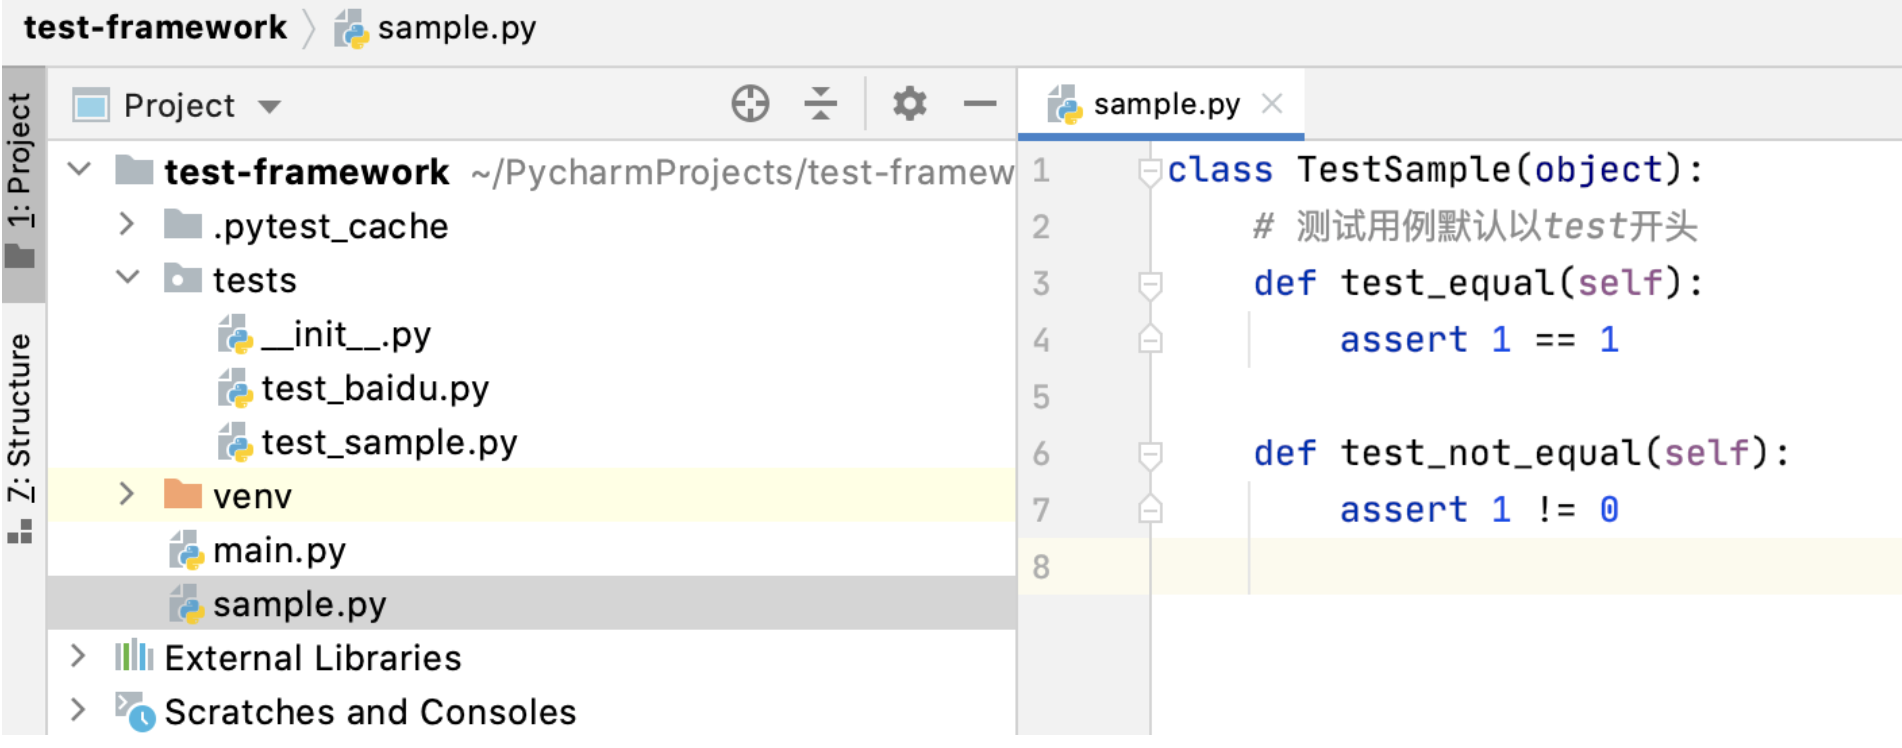 test-framework sample.py
1: Project
7: Structure
Project
test-framework ~/PycharmProjects/test-framew
.pytest_cache
tests
__init__.py
test_baidu.py
test_sample.py
venv
main.py
sample.py
External Libraries
Scratches and Consoles
sample.py
1 class TestSample(object):
2 # 测试用例默认以test开头
3 def test_equal(self):
4 assert 1 == 1
5
6 def test_not_equal(self):
7 assert 1 != 0
8